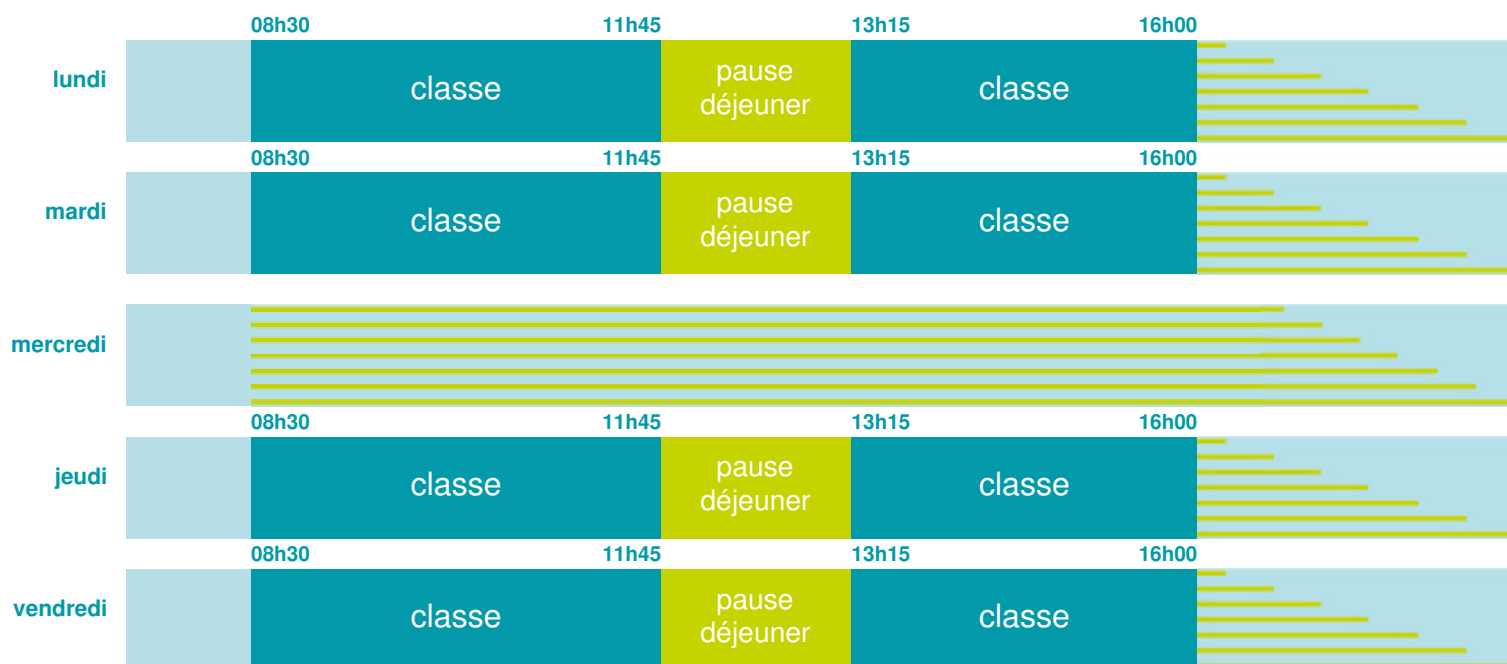 08h30 11h45 13h15 16h00
lundi classe pause déjeuner classe
08h30 11h45 13h15 16h00
mardi classe pause déjeuner classe
mercredi
08h30 11h45 13h15 16h00
jeudi classe pause déjeuner classe
08h30 11h45 13h15 16h00
vendredi classe pause déjeuner classe